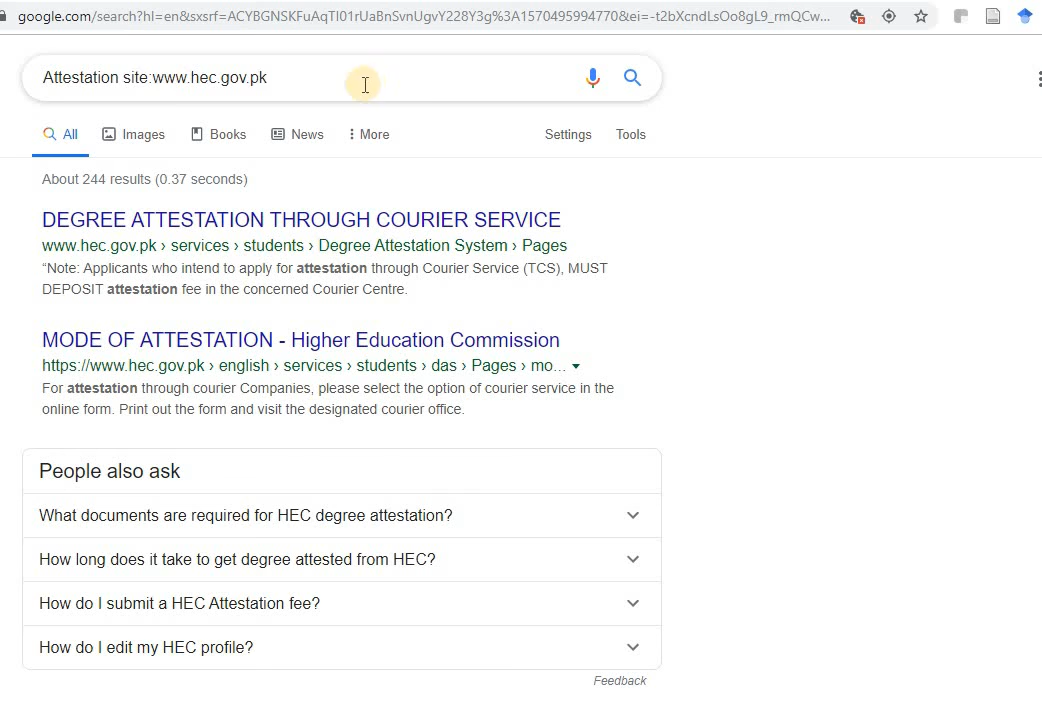 google.com/search?hl=en&sxsrf=ACYBGNSKFuAqTI01rUaBnSvnUgvY228Y3g%3A1570495994770&ei=-t2bXcndLsOo8gL9_rmQCw...
Attestation site:www.hec.gov.pk
All Images Books News More Settings Tools
About 244 results (0.37 seconds)
DEGREE ATTESTATION THROUGH COURIER SERVICE
www.hec.gov.pk › services › students › Degree Attestation System › Pages
“Note: Applicants who intend to apply for attestation through Courier Service (TCS), MUST
DEPOSIT attestation fee in the concerned Courier Centre.
MODE OF ATTESTATION - Higher Education Commission
https://www.hec.gov.pk › english › services › students › das › Pages › mo...
For attestation through courier Companies, please select the option of courier service in the
online form. Print out the form and visit the designated courier office.
People also ask
What documents are required for HEC degree attestation?
How long does it take to get degree attested from HEC?
How do I submit a HEC Attestation fee?
How do I edit my HEC profile?
Feedback